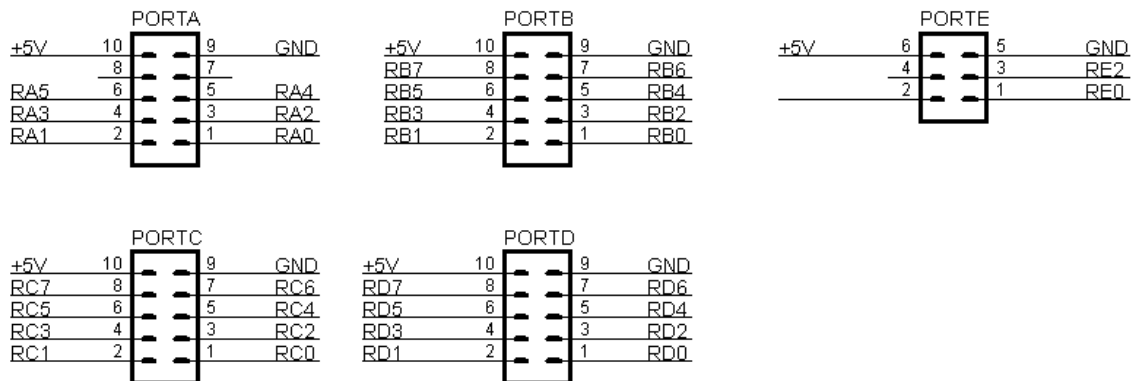 PORTA
+5V 10 9 GND
8 7
RA5 6 5 RA4
RA3 4 3 RA2
RA1 2 1 RA0
PORTB
+5V 10 9 GND
RB7 8 7 RB6
RB5 6 5 RB4
RB3 4 3 RB2
RB1 2 1 RB0
PORTE
+5V 6 5 GND
4 3 RE2
2 1 RE0
PORTC
+5V 10 9 GND
RC7 8 7 RC6
RC5 6 5 RC4
RC3 4 3 RC2
RC1 2 1 RC0
PORTD
+5V 10 9 GND
RD7 8 7 RD6
RD5 6 5 RD4
RD3 4 3 RD2
RD1 2 1 RD0